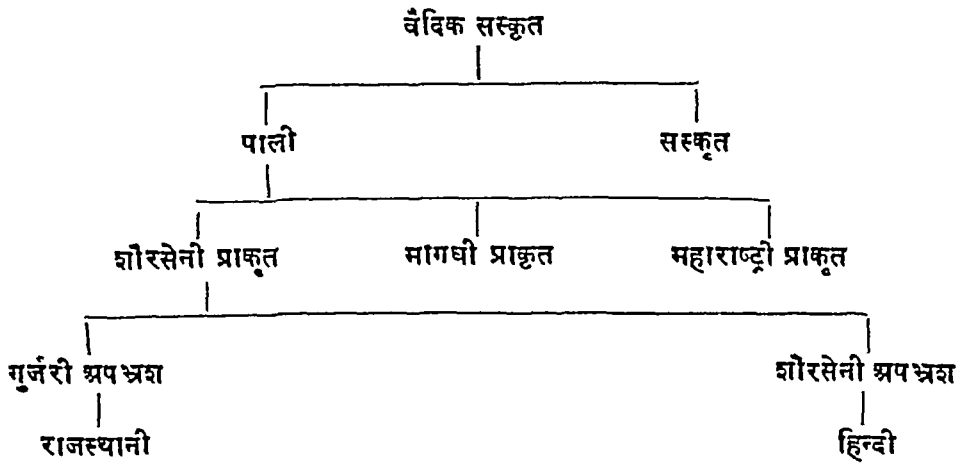 वैदिक सस्कृत
पाली सस्कृत
शौरसेनी प्राकृत मागधी प्राकृत महाराष्ट्री प्राकृत
गुर्जरी अपभ्रश शौरसेनी अपभ्रश
राजस्थानी हिन्दी